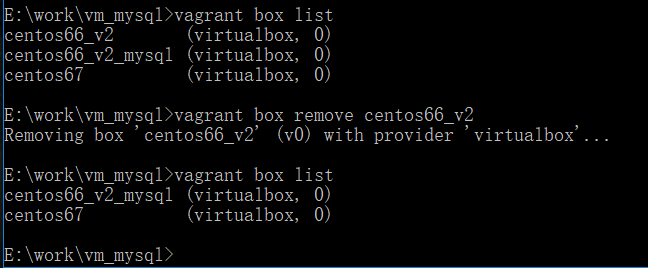 E:\work\vm_mysql>vagrant box list
centos66_v2       (virtualbox, 0)
centos66_v2_mysql (virtualbox, 0)
centos67          (virtualbox, 0)
E:\work\vm_mysql>vagrant box remove centos66_v2
Removing box 'centos66_v2' (v0) with provider 'virtualbox'...
E:\work\vm_mysql>vagrant box list
centos66_v2_mysql (virtualbox, 0)
centos67          (virtualbox, 0)
E:\work\vm_mysql>